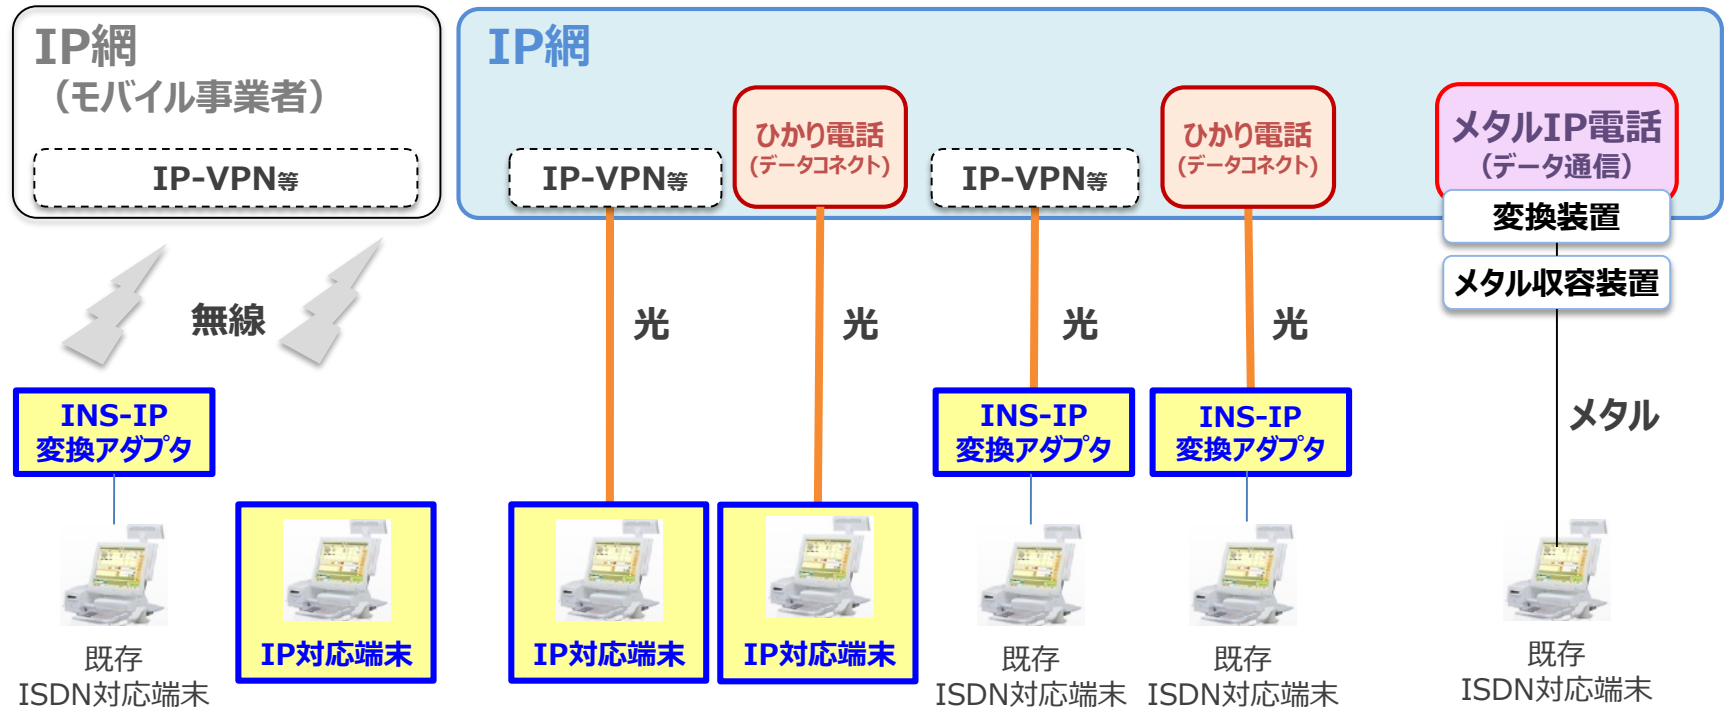 IP網
（モバイル事業者）
IP-VPN等
無線
INS-IP
変換アダプタ
既存
ISDN対応端末
IP対応端末
IP網
IP-VPN等
光
IP対応端末
ひかり電話
(データコネクト)
光
IP対応端末
IP-VPN等
光
INS-IP
変換アダプタ
既存
ISDN対応端末
ひかり電話
(データコネクト)
光
INS-IP
変換アダプタ
既存
ISDN対応端末
メタルIP電話
（データ通信）
変換装置
メタル収容装置
メタル
既存
ISDN対応端末